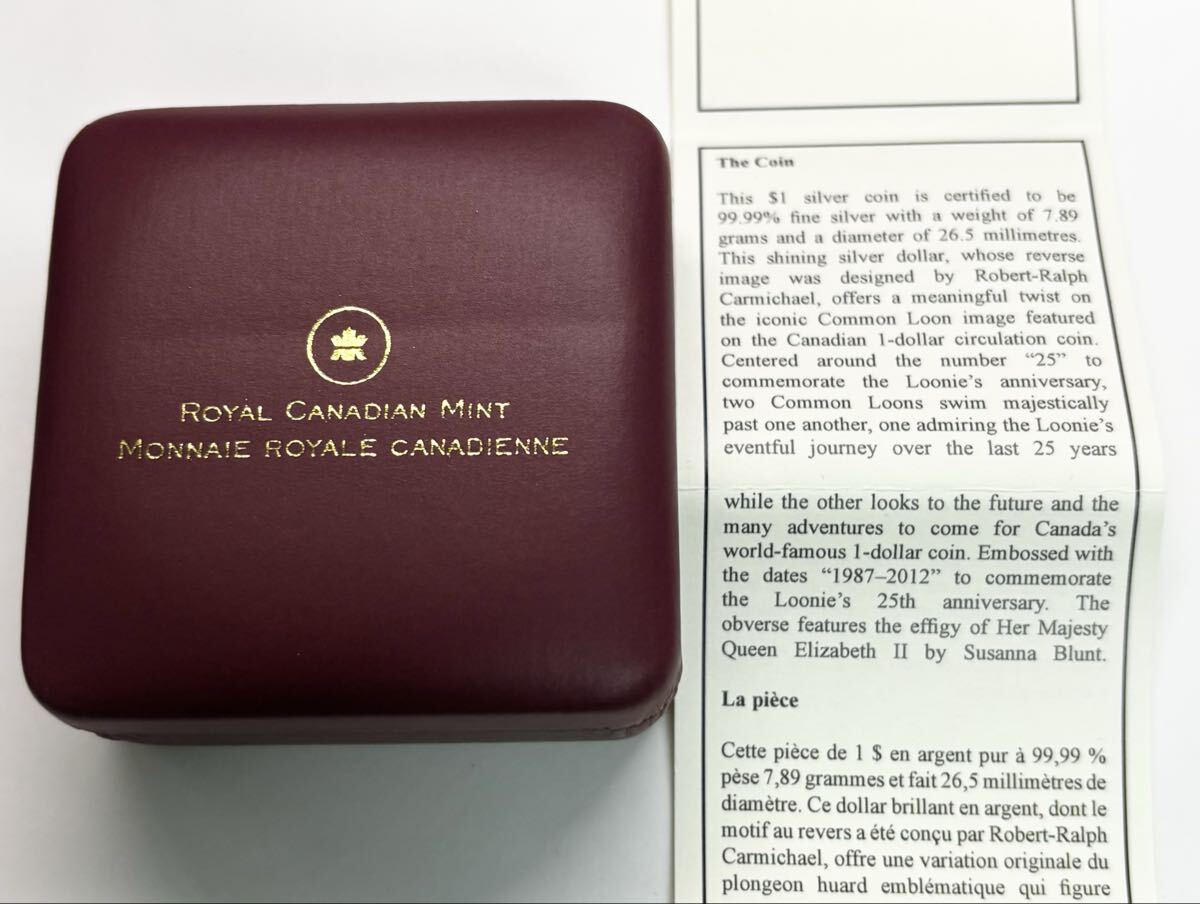 ROYAL CANADIAN MINT
MONNAIE ROYALE CANADIENNE
The Coin
This $1 silver coin is certified to be
99.99% fine silver with a weight of 7.89
grams and a diameter of 26.5 millimetres.
This shining silver dollar, whose reverse
image was designed by Robert-Ralph
Carmichael, offers a meaningful twist on
the iconic Common Loon image featured
on the Canadian 1-dollar circulation coin.
Centered around the number “25” to
commemorate the Loonie’s anniversary,
two Common Loons swim majestically
past one another, one admiring the Loonie’s
eventful journey over the last 25 years
while the other looks to the future and the
many adventures to come for Canada’s
world-famous 1-dollar coin. Embossed with
the dates “1987–2012” to commemorate
the Loonie’s 25th anniversary. The
obverse features the effigy of Her Majesty
Queen Elizabeth II by Susanna Blunt.
La pièce
Cette pièce de 1 $ en argent pur à 99,99 %
pèse 7,89 grammes et fait 26,5 millimètres de
diamètre. Ce dollar brillant en argent, dont le
motif au revers a été conçu par Robert-Ralph
Carmichael, offre une variation originale du
plongeon huard emblématique qui figure